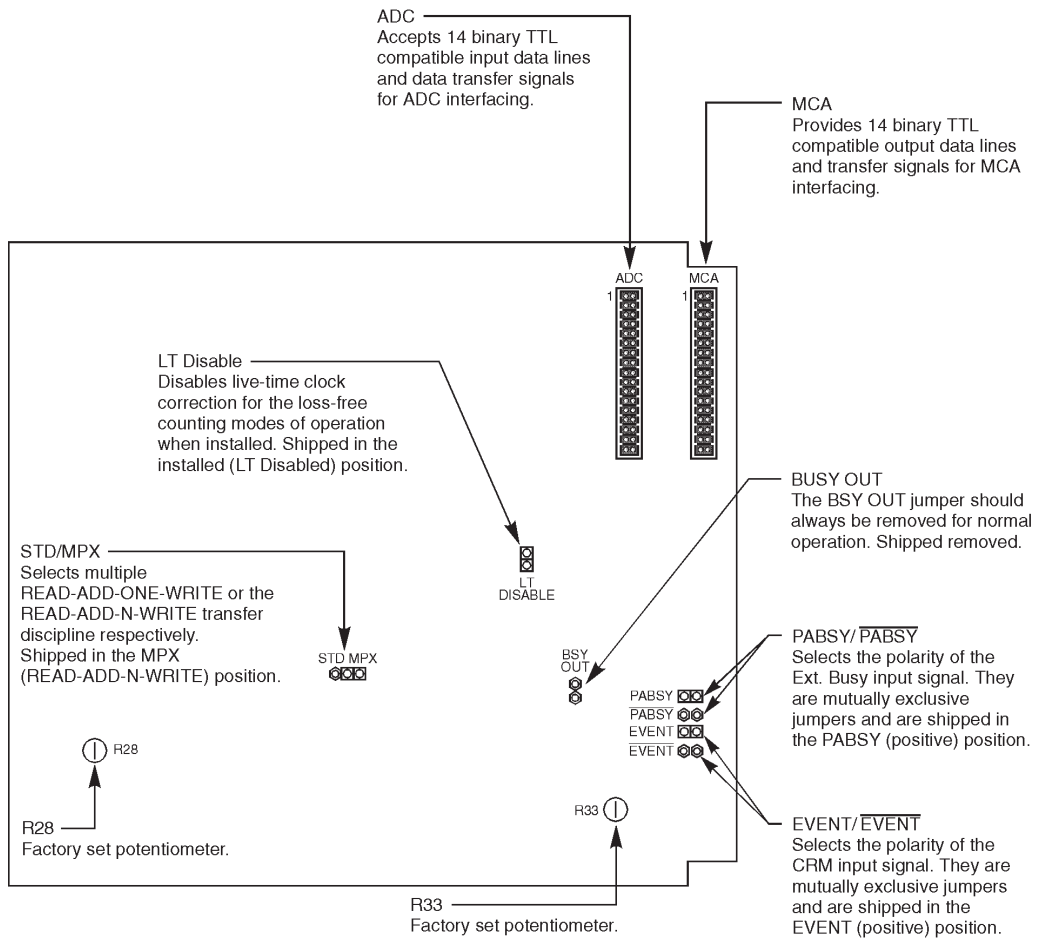 ADC
Accepts 14 binary TTL
compatible input data lines
and data transfer signals
for ADC interfacing.
MCA
Provides 14 binary TTL
compatible output data lines
and transfer signals for MCA
interfacing.
ADC
MCA
1
1
LT Disable
Disables live-time clock
correction for the loss-free
counting modes of operation
when installed. Shipped in the
installed (LT Disabled) position.
BUSY OUT
The BSY OUT jumper should
always be removed for normal
operation. Shipped removed.
STD/MPX
Selects multiple
READ-ADD-ONE-WRITE or the
READ-ADD-N-WRITE transfer
discipline respectively.
Shipped in the MPX
(READ-ADD-N-WRITE) position.
LT
DISABLE
STD MPX
BSY
OUT
PABSY/PABSY
Selects the polarity of the
Ext. Busy input signal. They
are mutually exclusive
jumpers and are shipped in
the PABSY (positive) position.
PABSY
PABSY
EVENT
EVENT
R28
R33
R28
Factory set potentiometer.
EVENT/EVENT
Selects the polarity of the
CRM input signal. They are
mutually exclusive jumpers
and are shipped in the
EVENT (positive) position.
R33
Factory set potentiometer.